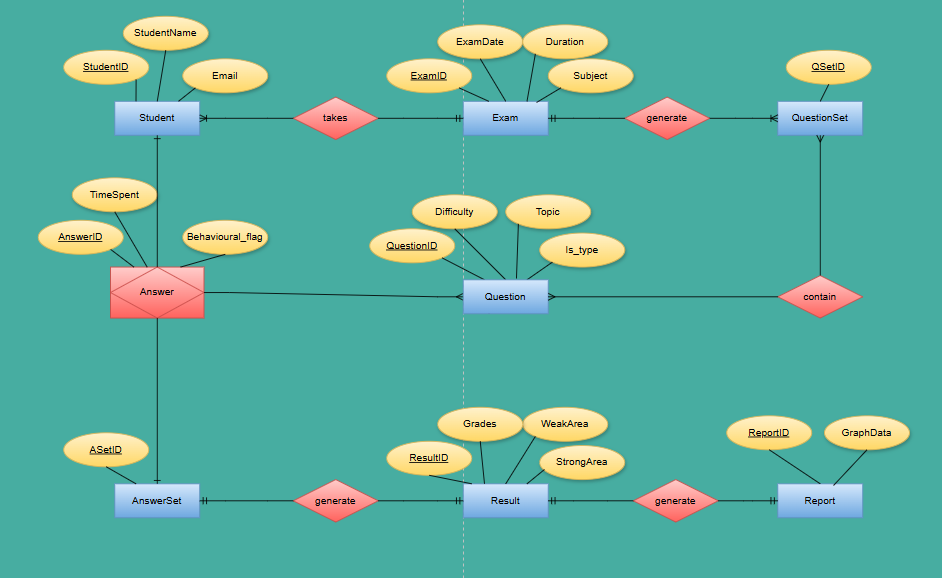 StudentName
StudentID
Email
Student
takes
ExamDate
Duration
ExamID
Subject
Exam
generate
QSetID
QuestionSet
TimeSpent
AnswerID
Behavioural_flag
Answer
Difficulty
Topic
QuestionID
Is_type
Question
contain
ASetID
AnswerSet
generate
Grades
WeakArea
ResultID
StrongArea
Result
generate
ReportID
GraphData
Report